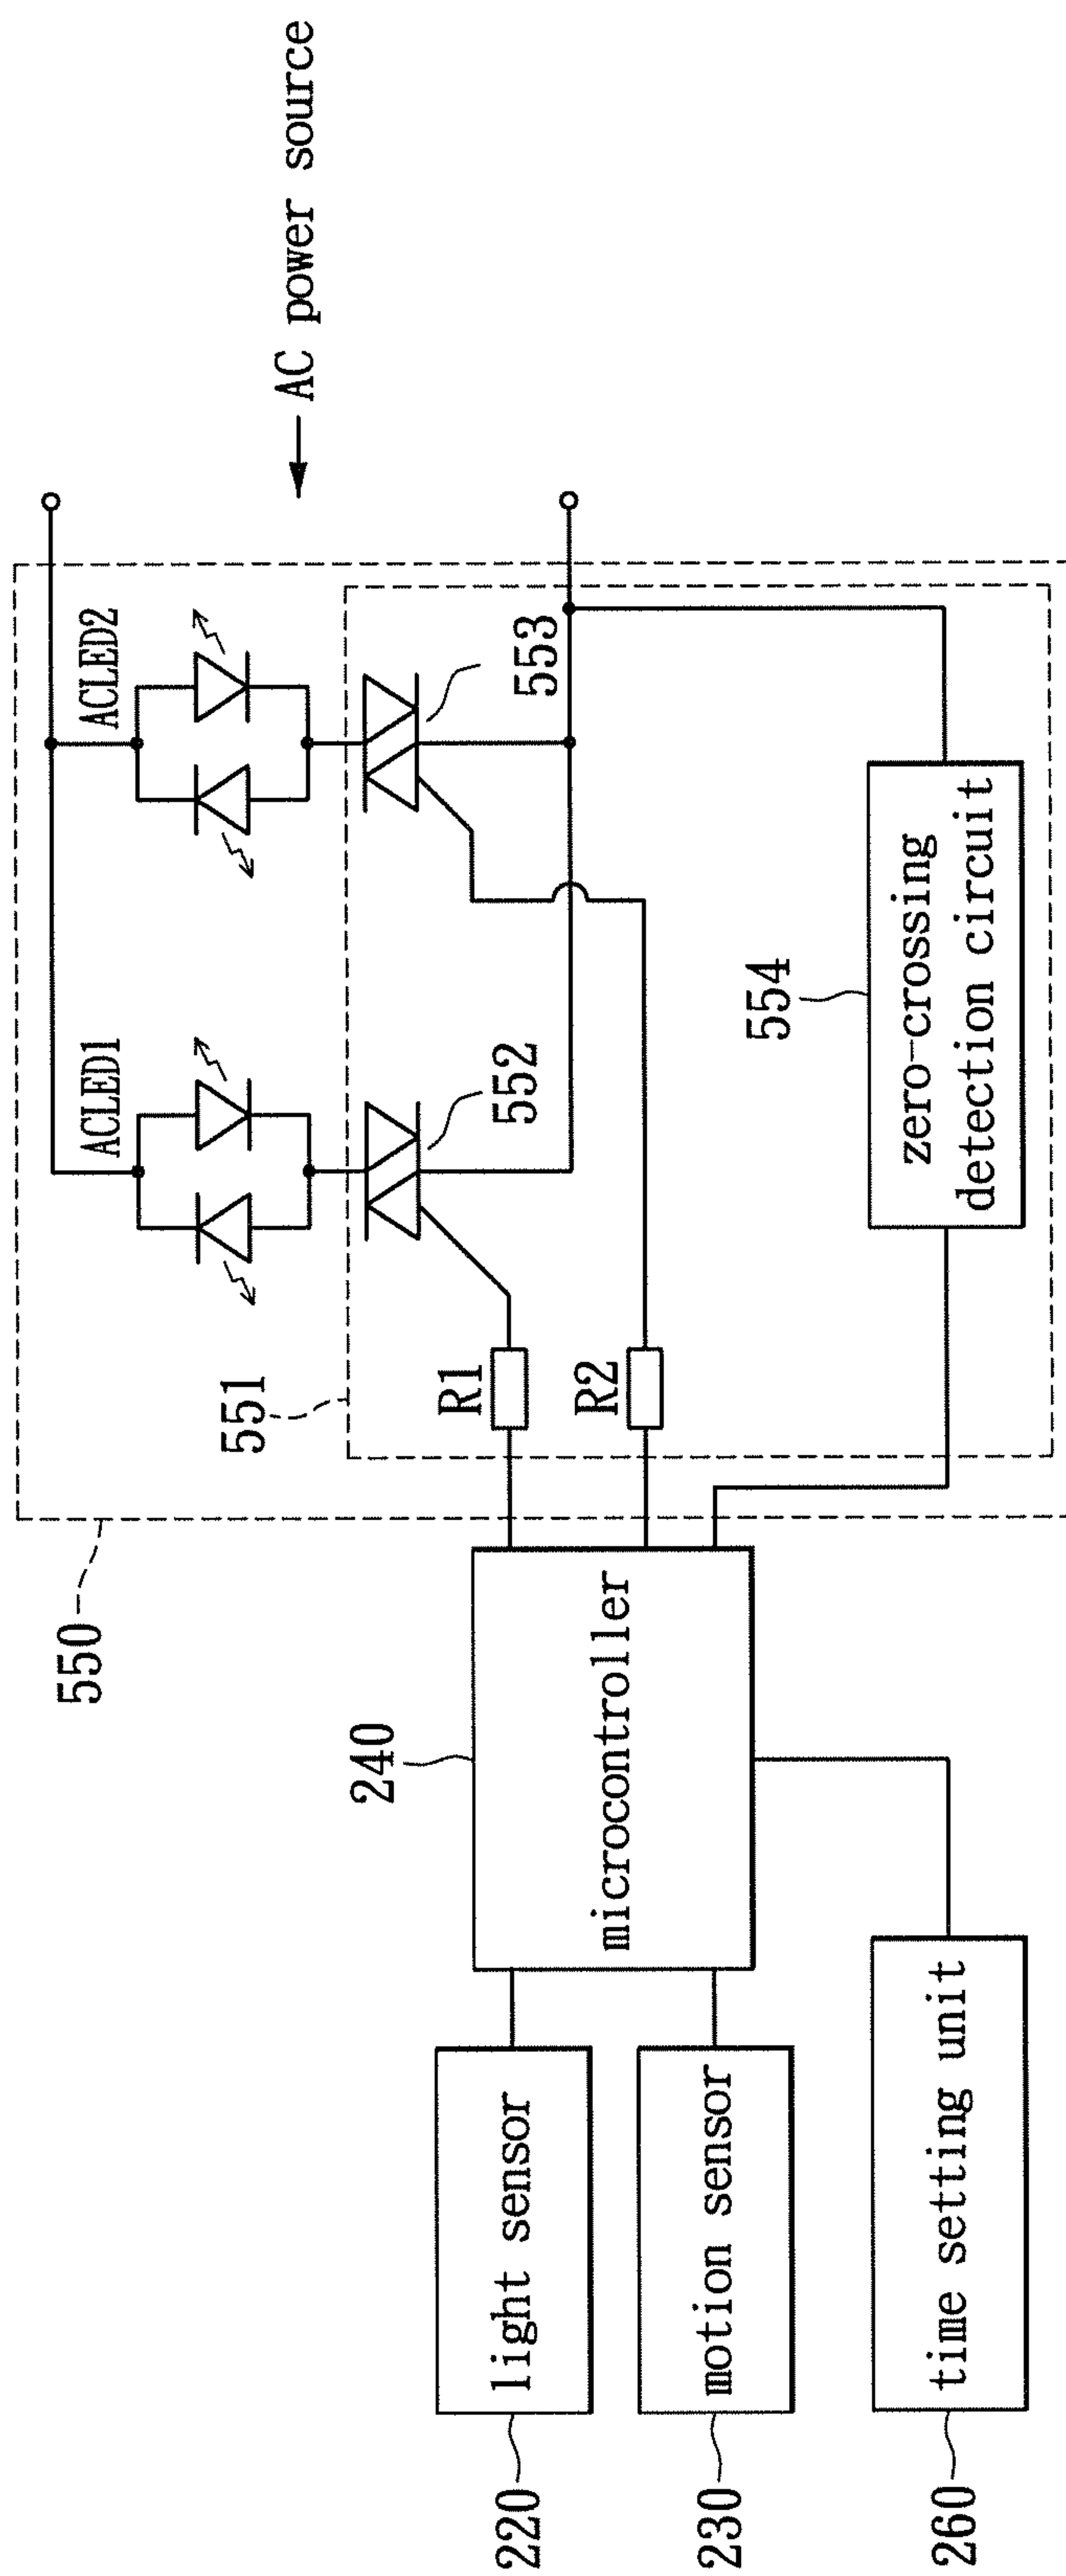 550
551
ACLED1
ACLED2
AC power source
552
553
R1
R2
240
microcontroller
554
zero-crossing
detection circuit
220
light sensor
230
motion sensor
260
time setting unit